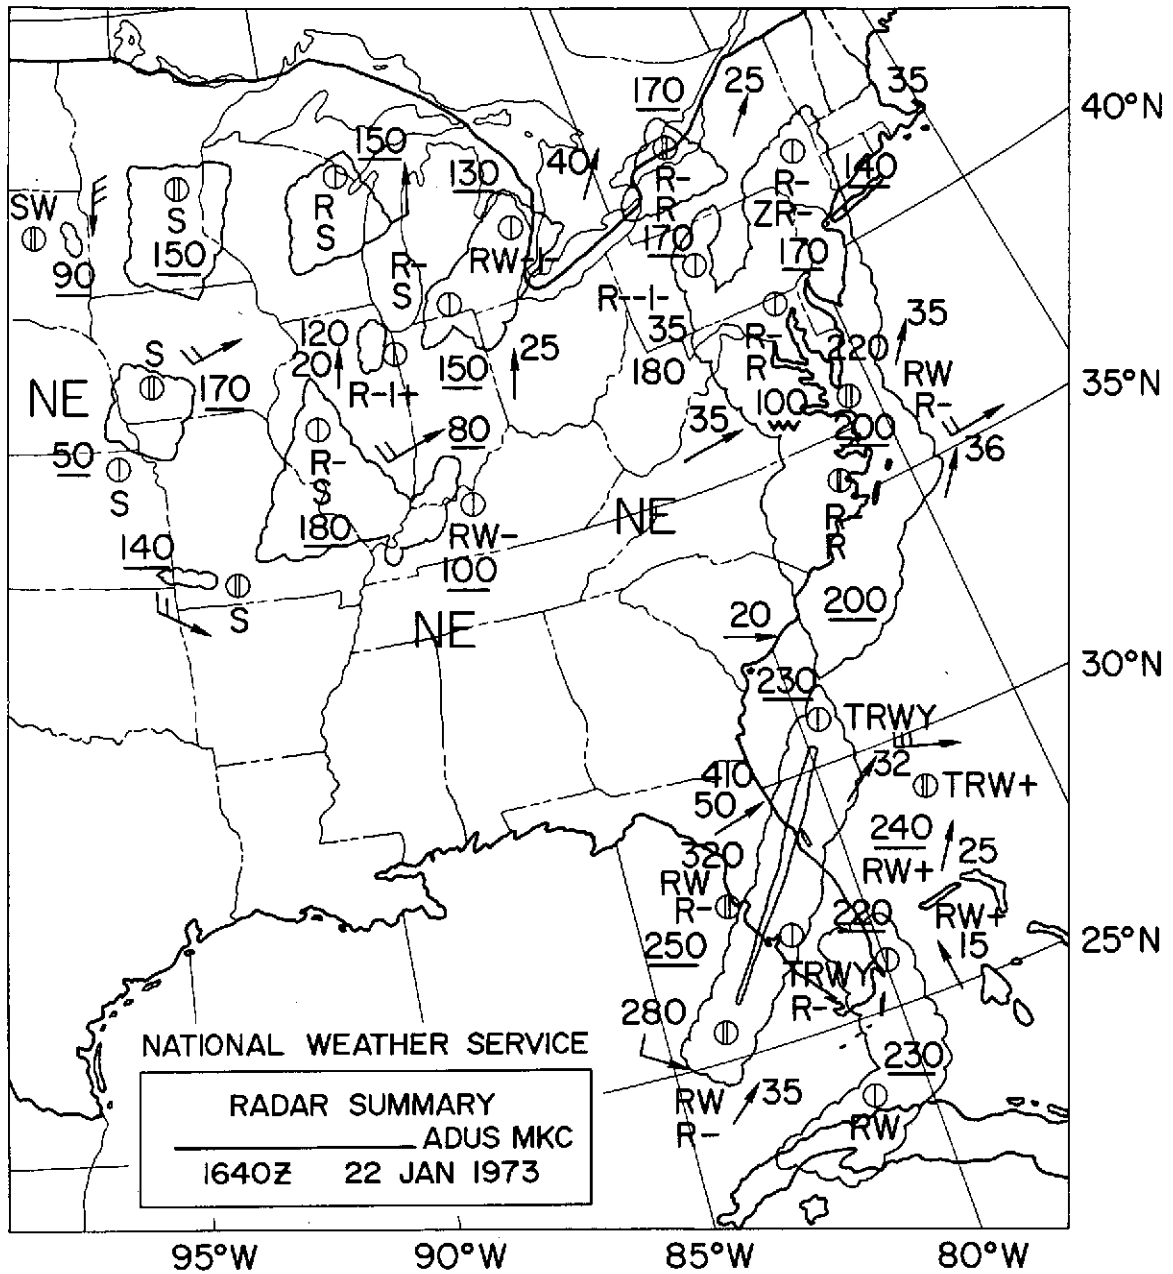 170
25
35
40°N
150
130
40
140
SW
S
R
S
R-
R
R-
ZR-
90
150
R-
S
RW-I-
170
170
R--I-
120
20
S
150
25
35
180
R-
R
220
35
NE
170
R-I+
100
RW
R-
35°N
50
S
R-
S
80
35
200
36
180
RW-
100
NE
R-
R
140
S
NE
20
200
30°N
230
TRWY
410
50
32
TRW+
320
RW
R-
240
RW+
25
250
220
RW+
15
25°N
TRWY
R-
280
230
NATIONAL WEATHER SERVICE
RADAR SUMMARY
ADUS MKC
1640Z 22 JAN 1973
RW
R-
35
RW
95°W
90°W
85°W
80°W